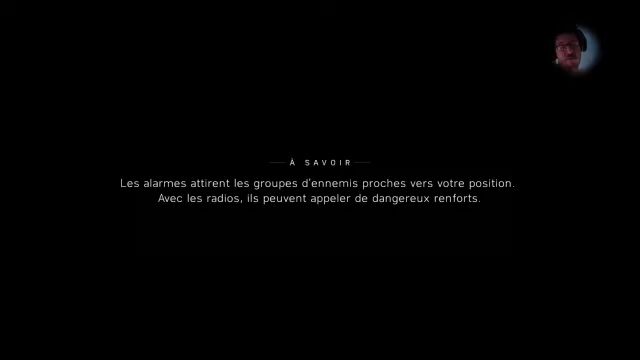 À SAVOIR
Les alarmes attirent les groupes d'ennemis proches vers votre position.
Avec les radios, ils peuvent appeler de dangereux renforts.